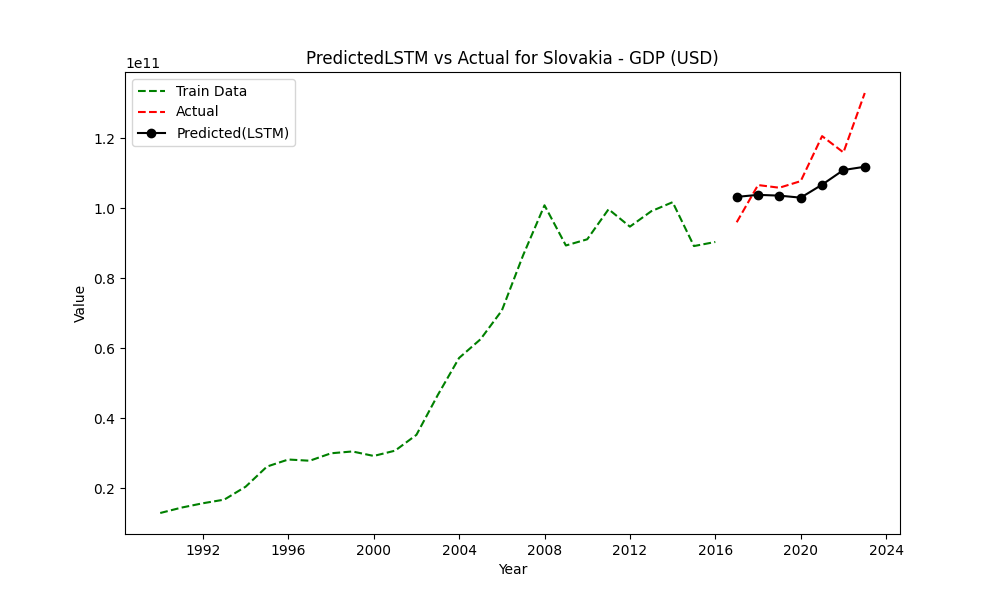 PredictedLSTM vs Actual for Slovakia - GDP (USD)
1e11
Train Data
Actual
Predicted(LSTM)
1.2
1.0
0.8
0.6
0.4
0.2
Value
1992 1996 2000 2004 2008 2012 2016 2020 2024
Year